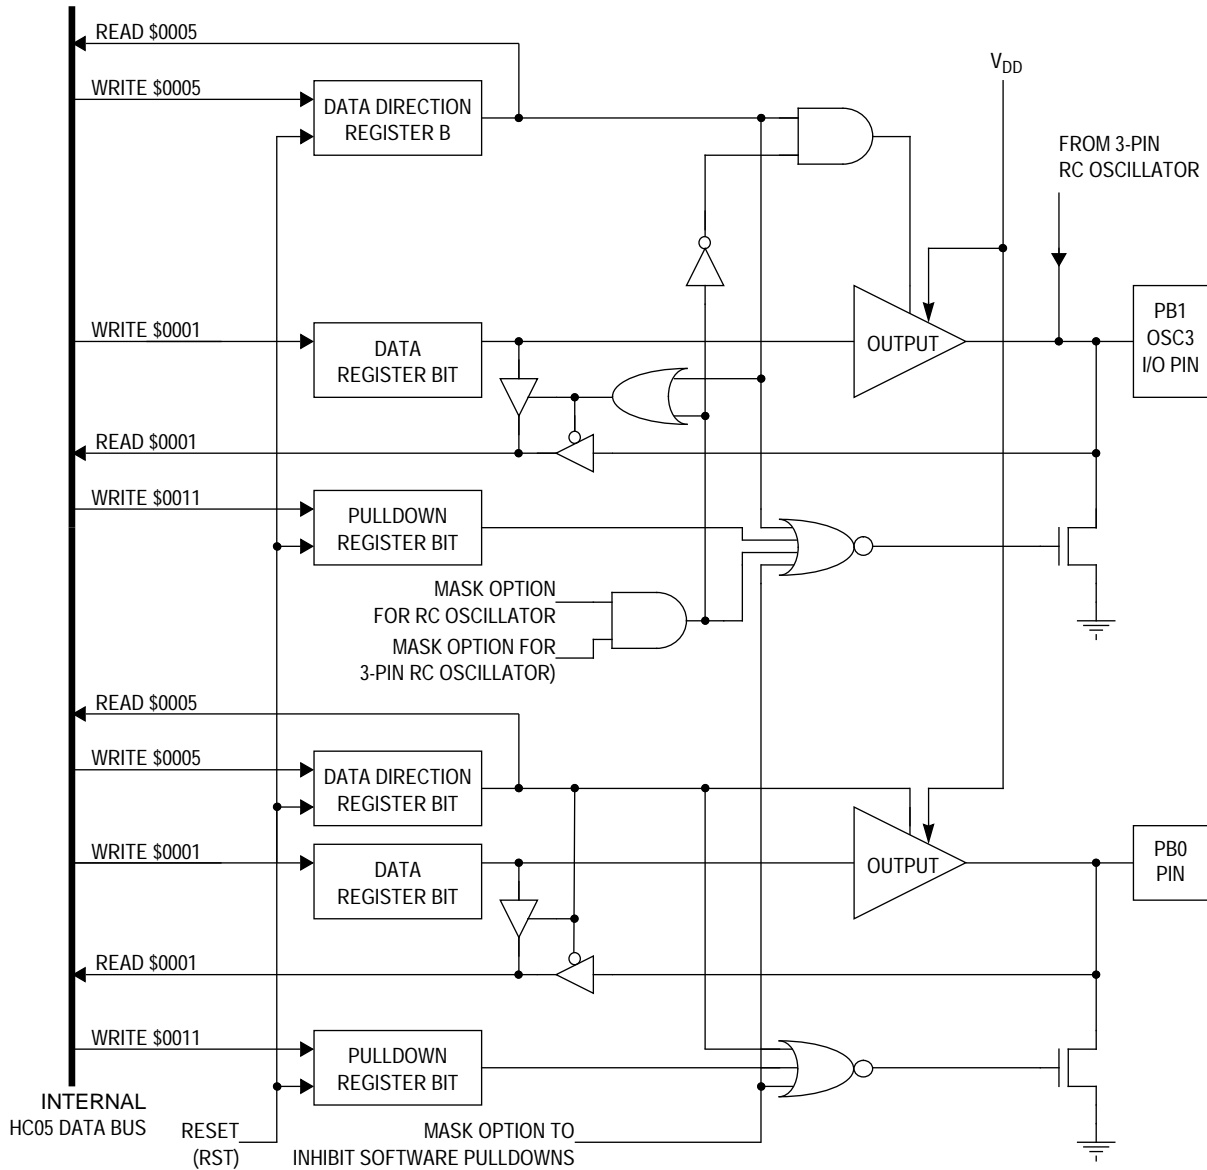 READ $0005
WRITE $0005
DATA DIRECTION
REGISTER B
VDD
FROM 3-PIN
RC OSCILLATOR
WRITE $0001
DATA
REGISTER BIT
OUTPUT
PB1
OSC3
I/O PIN
READ $0001
WRITE $0011
PULLDOWN
REGISTER BIT
MASK OPTION
FOR RC OSCILLATOR
MASK OPTION FOR
3-PIN RC OSCILLATOR)
READ $0005
WRITE $0005
DATA DIRECTION
REGISTER BIT
WRITE $0001
DATA
REGISTER BIT
OUTPUT
PB0
PIN
READ $0001
WRITE $0011
PULLDOWN
REGISTER BIT
INTERNAL
HC05 DATA BUS
RESET
(RST)
MASK OPTION TO
INHIBIT SOFTWARE PULLDOWNS